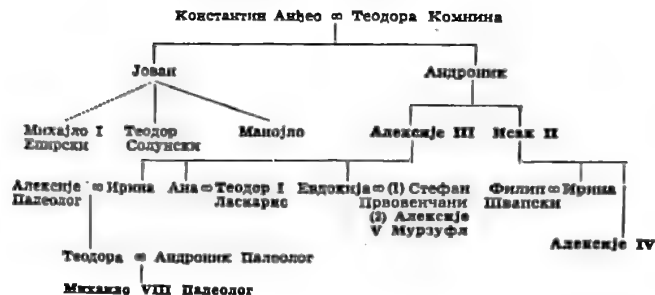 Константин Анђео ∞ Теодора Комнина
Јован
Андроник
Михајло I
Епирски
Теодор
Солунски
Манојло
Алексије III
Исак II
Алексије ∞ Ирина
Палеолог
Ана ∞ Теодор I
Ласкарис
Евдокија ∞ (1) Стефан
Првовенчани
(2) Алексије
V Мурзуфл
Филип ∞ Ирина
Швапски
Алексије IV
Теодора ∞ Андроник Палеолог
Михаило VIII Палеолог